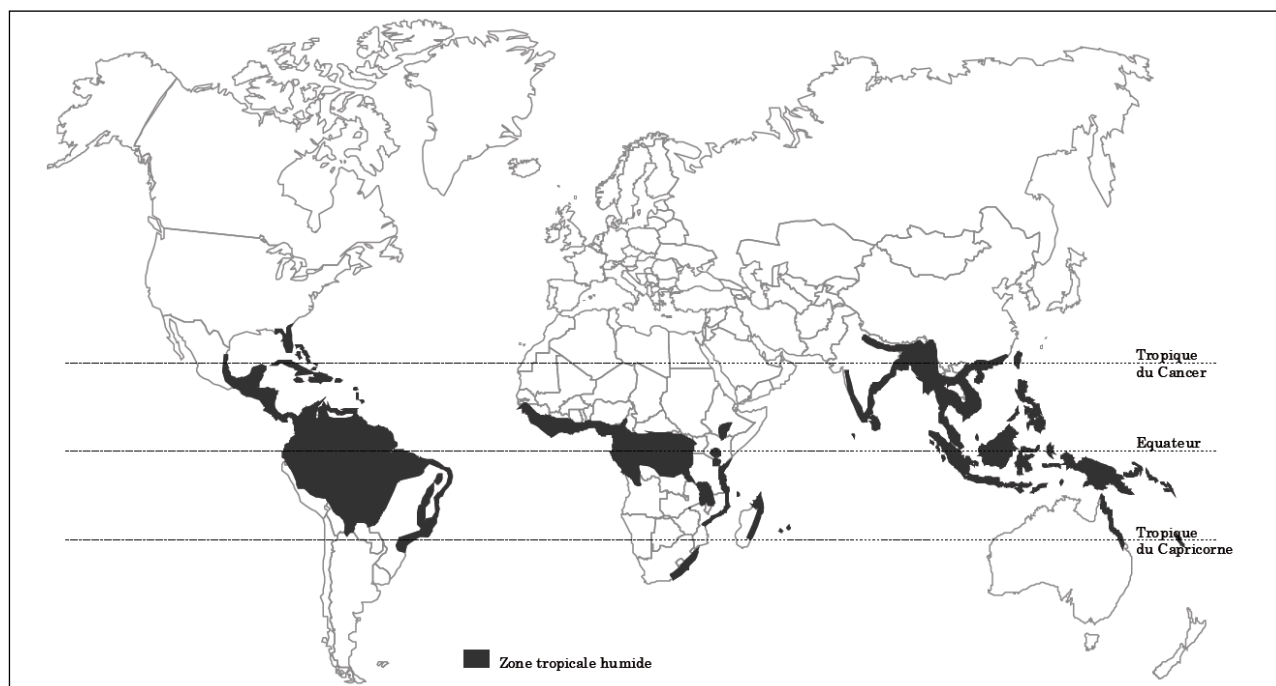 Tropique
du Cancer
Equateur
Tropique
du Capricorne
Zone tropicale humide